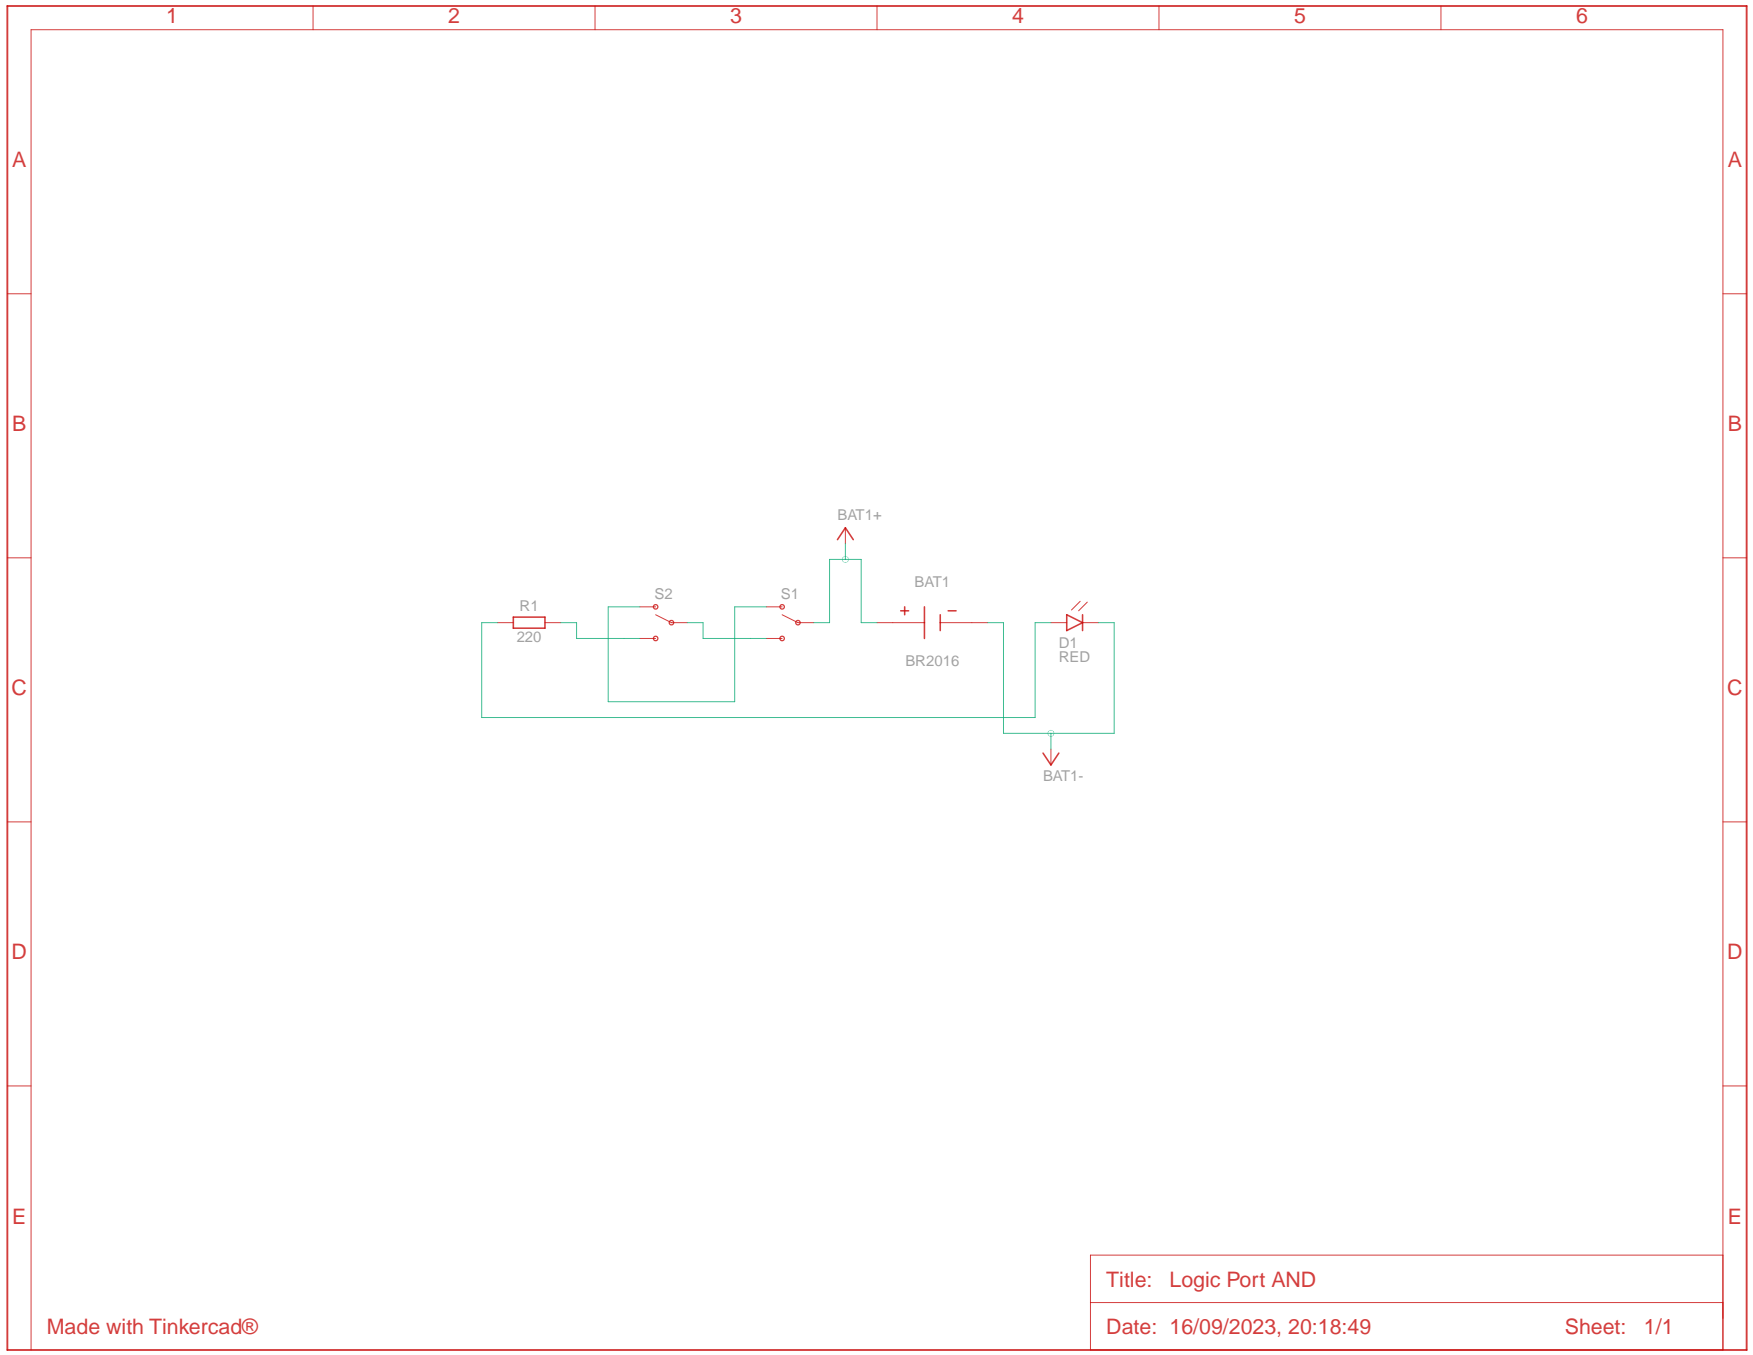 1 2 3 4 5 6
A A
B B
BAT1+
BAT1
S2 S1
R1
+ −
220
D1
RED
BR2016
C C
BAT1-
D D
E E
Title: Logic Port AND
Made with Tinkercad®
Date: 16/09/2023, 20:18:49 Sheet: 1/1